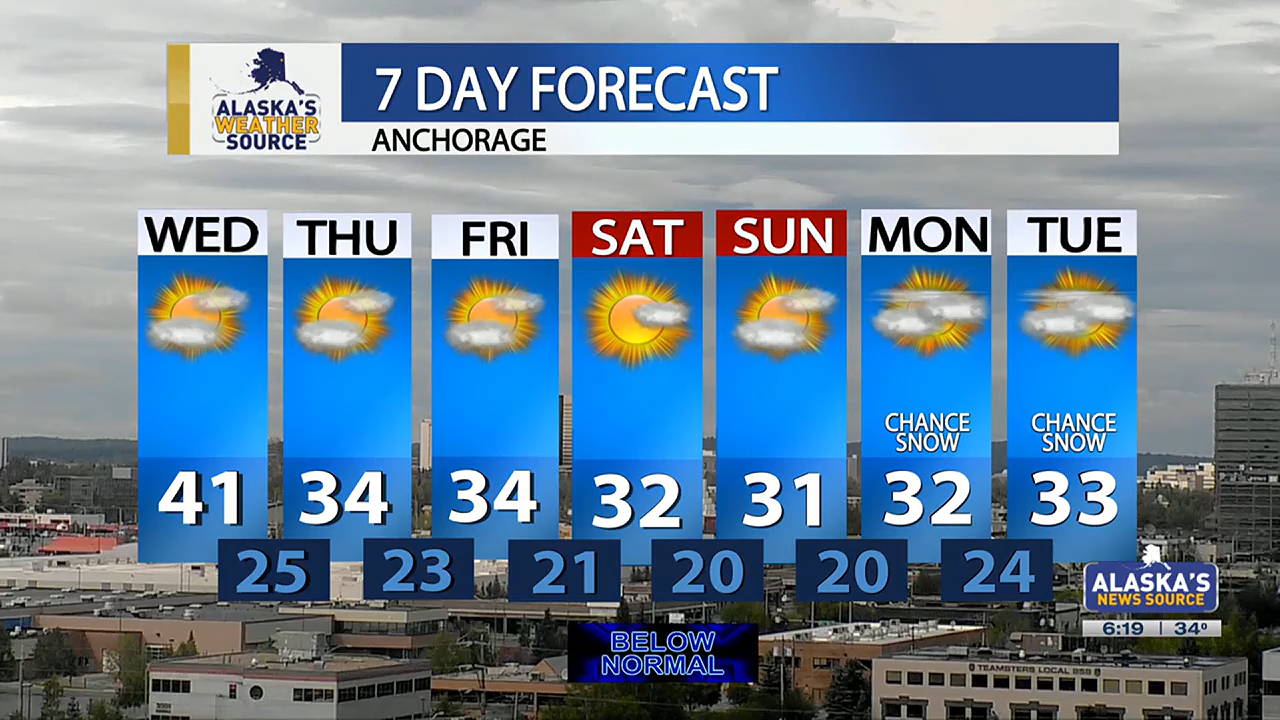 ALASKA'S
WEATHER
SOURCE
7 DAY FORECAST
ANCHORAGE
WED THU FRI SAT SUN MON TUE
CHANCE
SNOW
CHANCE
SNOW
41 34 34 32 31 32 33
25 23 21 20 20 24
BELOW
NORMAL
ALASKA'S
NEWS SOURCE
6:19 | 34°
TEAMSTERS LOCAL 959